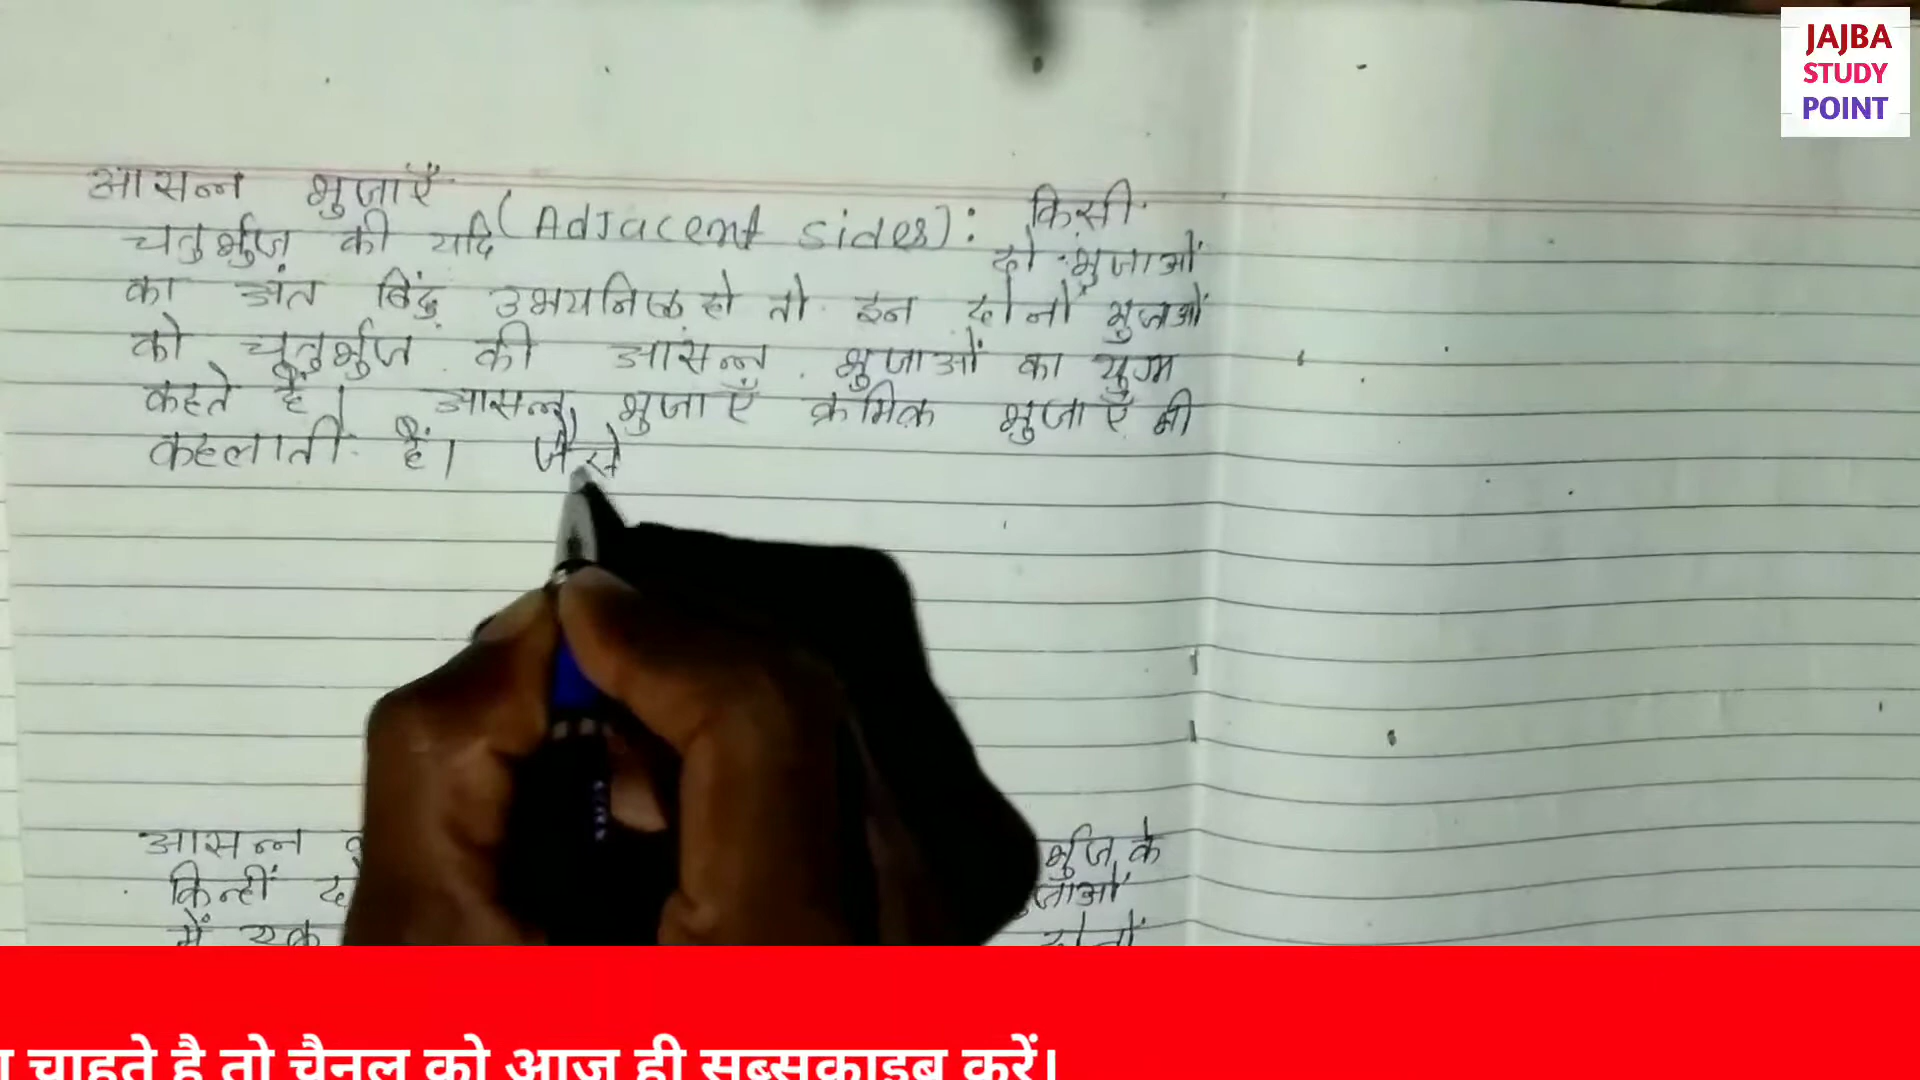 आसन्न भुजाएँ (Adjacent sides): किसी
चतुर्भुज की यदि दो भुजाओं
का अंत बिंदु उभयनिष्ठ हो तो इन दोनों भुजाओं
को चतुर्भुज की आसन्न भुजाओं का युग्म
कहते हैं। आसन्न भुजाएँ क्रमिक भुजाएँ भी
कहलाती हैं। जैसे
आसन्न
र्भुज के
किन्हीं
में एक
दोनों
JAJBA
STUDY
POINT
चाहते है तो चैनल को आज ही सब्सक्राइब करें।